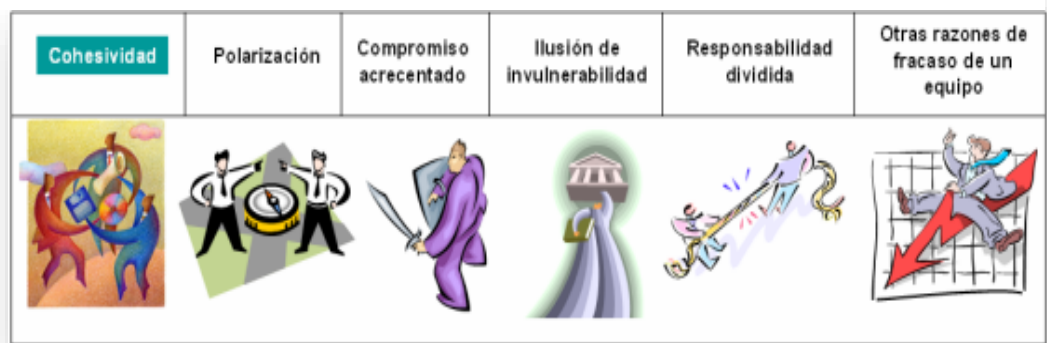 Cohesividad
Polarización
Compromiso
acrecentado
Ilusión de
invulnerabilidad
Responsabilidad
dividida
Otras razones de
fracaso de un
equipo